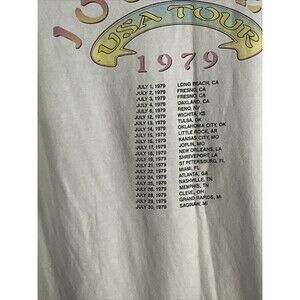 USA TOUR
1979
JULY 1, 1979 LONG BEACH, CA
JULY 2, 1979 FRESNO, CA
JULY 3, 1979 FRESNO, CA
JULY 4, 1979 OAKLAND, CA
JULY 6, 1979 RENO, NV
JULY 12, 1979 WICHITA, KS
JULY 13, 1979 TULSA, OK
JULY 14, 1979 OKLAHOMA CITY, OK
JULY 15, 1979 LITTLE ROCK, AR
JULY 16, 1979 KANSAS CITY, MO
JULY 17, 1979 JOPLIN, MO
JULY 18, 1979 NEW ORLEANS, LA
JULY 19, 1979 SHREVEPORT, LA
JULY 21, 1979 ST PETERSBURG, FL
JULY 22, 1979 MIAMI, FL
JULY 24, 1979 ATLANTA, GA
JULY 25, 1979 NASHVILLE, TN
JULY 26, 1979 MEMPHIS, TN
JULY 28, 1979 CLEVE, OH
JULY 29, 1979 GRAND RAPIDS, MI
JULY 30, 1979 SAGINAW, MI